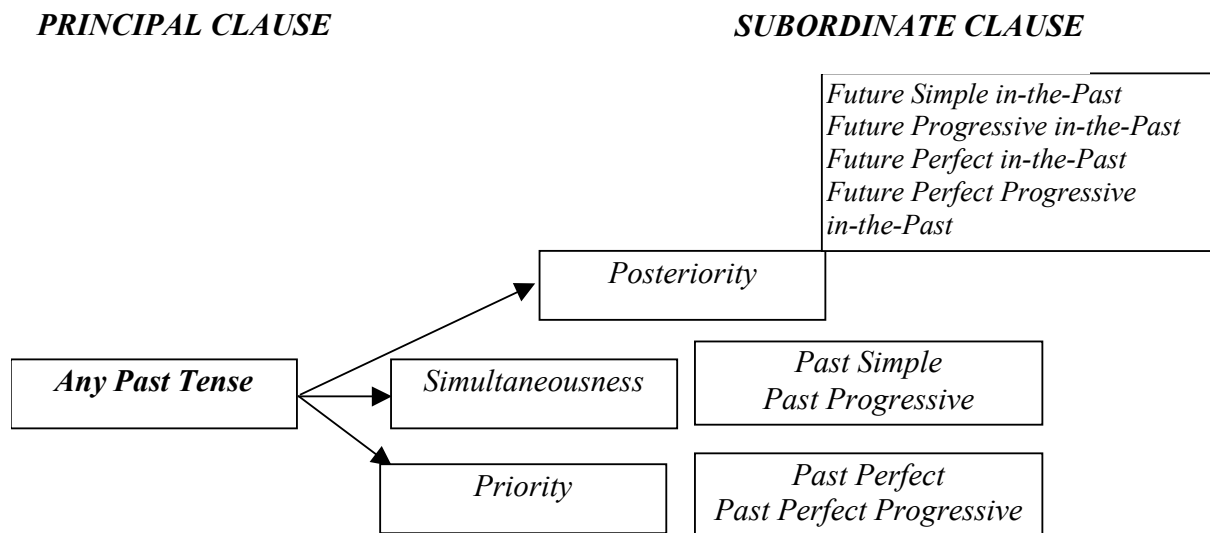 PRINCIPAL CLAUSE
SUBORDINATE CLAUSE
Future Simple in-the-Past
Future Progressive in-the-Past
Future Perfect in-the-Past
Future Perfect Progressive
in-the-Past
Posteriority
Any Past Tense
Simultaneousness
Past Simple
Past Progressive
Priority
Past Perfect
Past Perfect Progressive